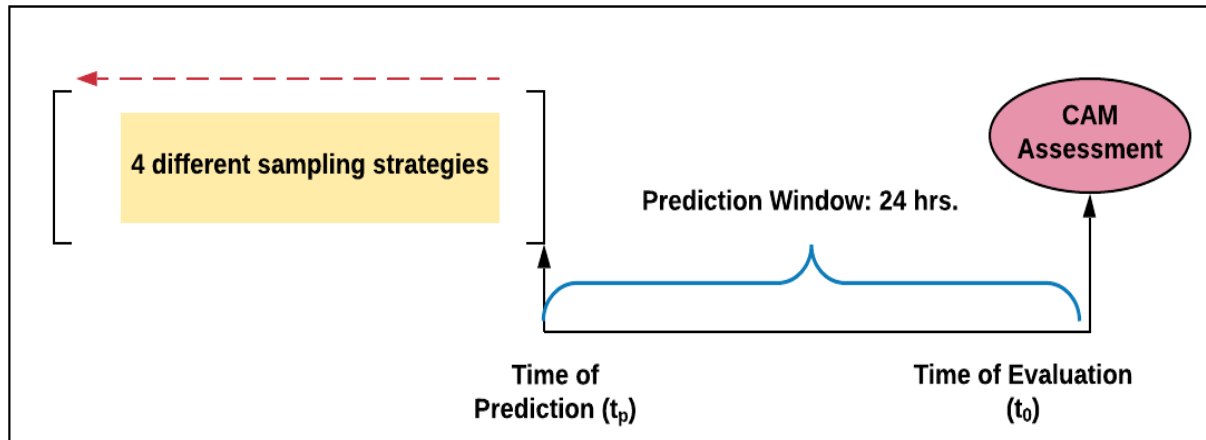 CAM
Assessment
4 different sampling strategies
Prediction Window: 24 hrs.
Time of
Prediction (tₚ)
Time of Evaluation
(t₀)